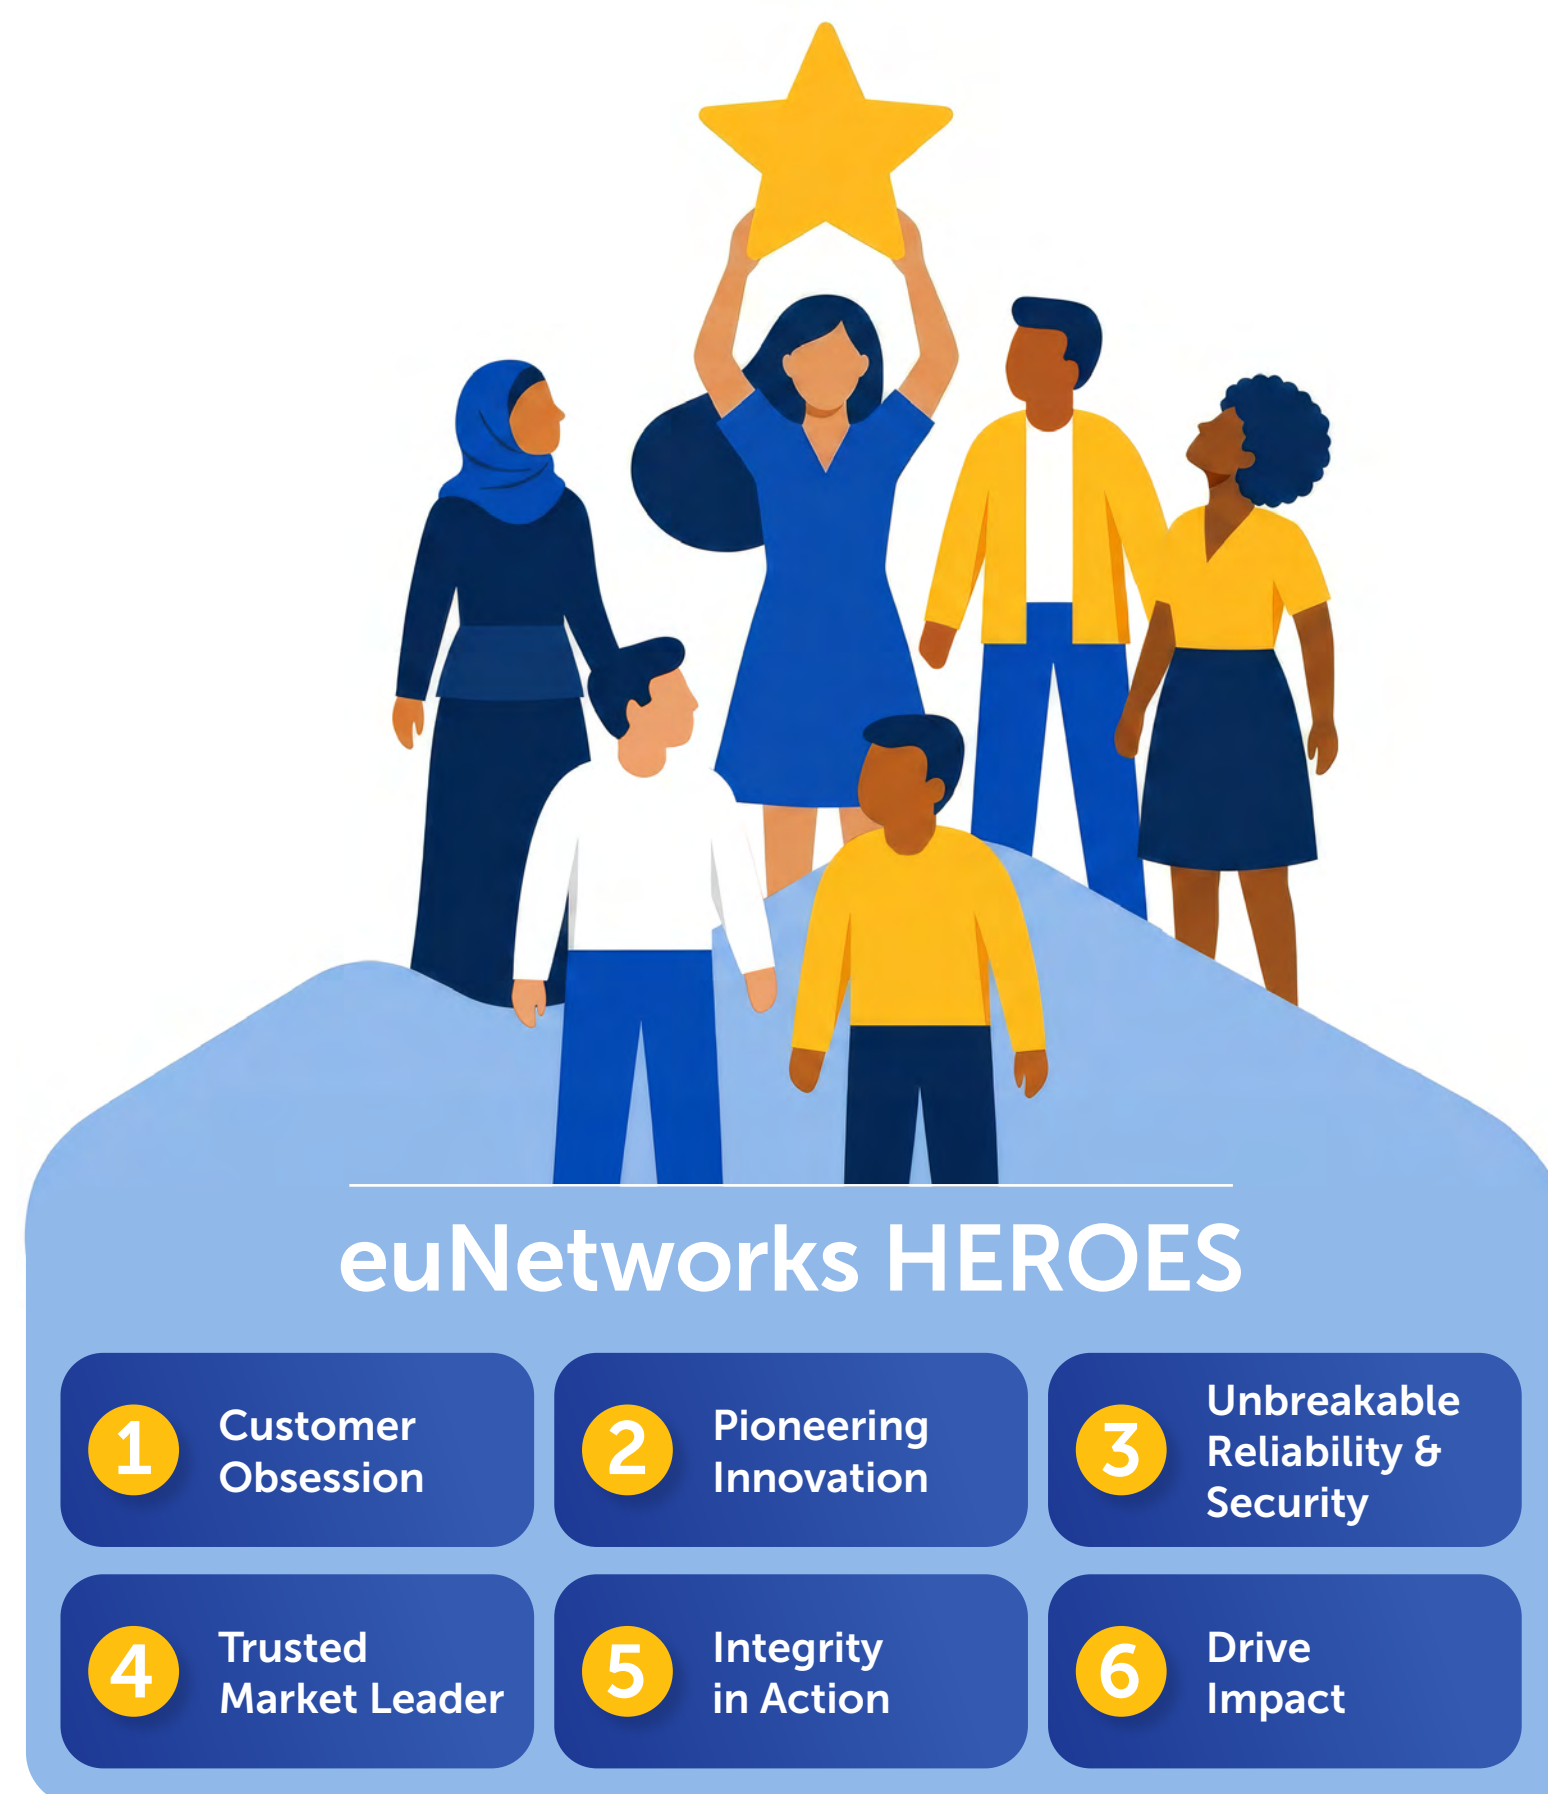 euNetworks HEROES
1
Customer
Obsession
2
Pioneering
Innovation
3
Unbreakable
Reliability &
Security
4
Trusted
Market Leader
5
Integrity
in Action
6
Drive
Impact